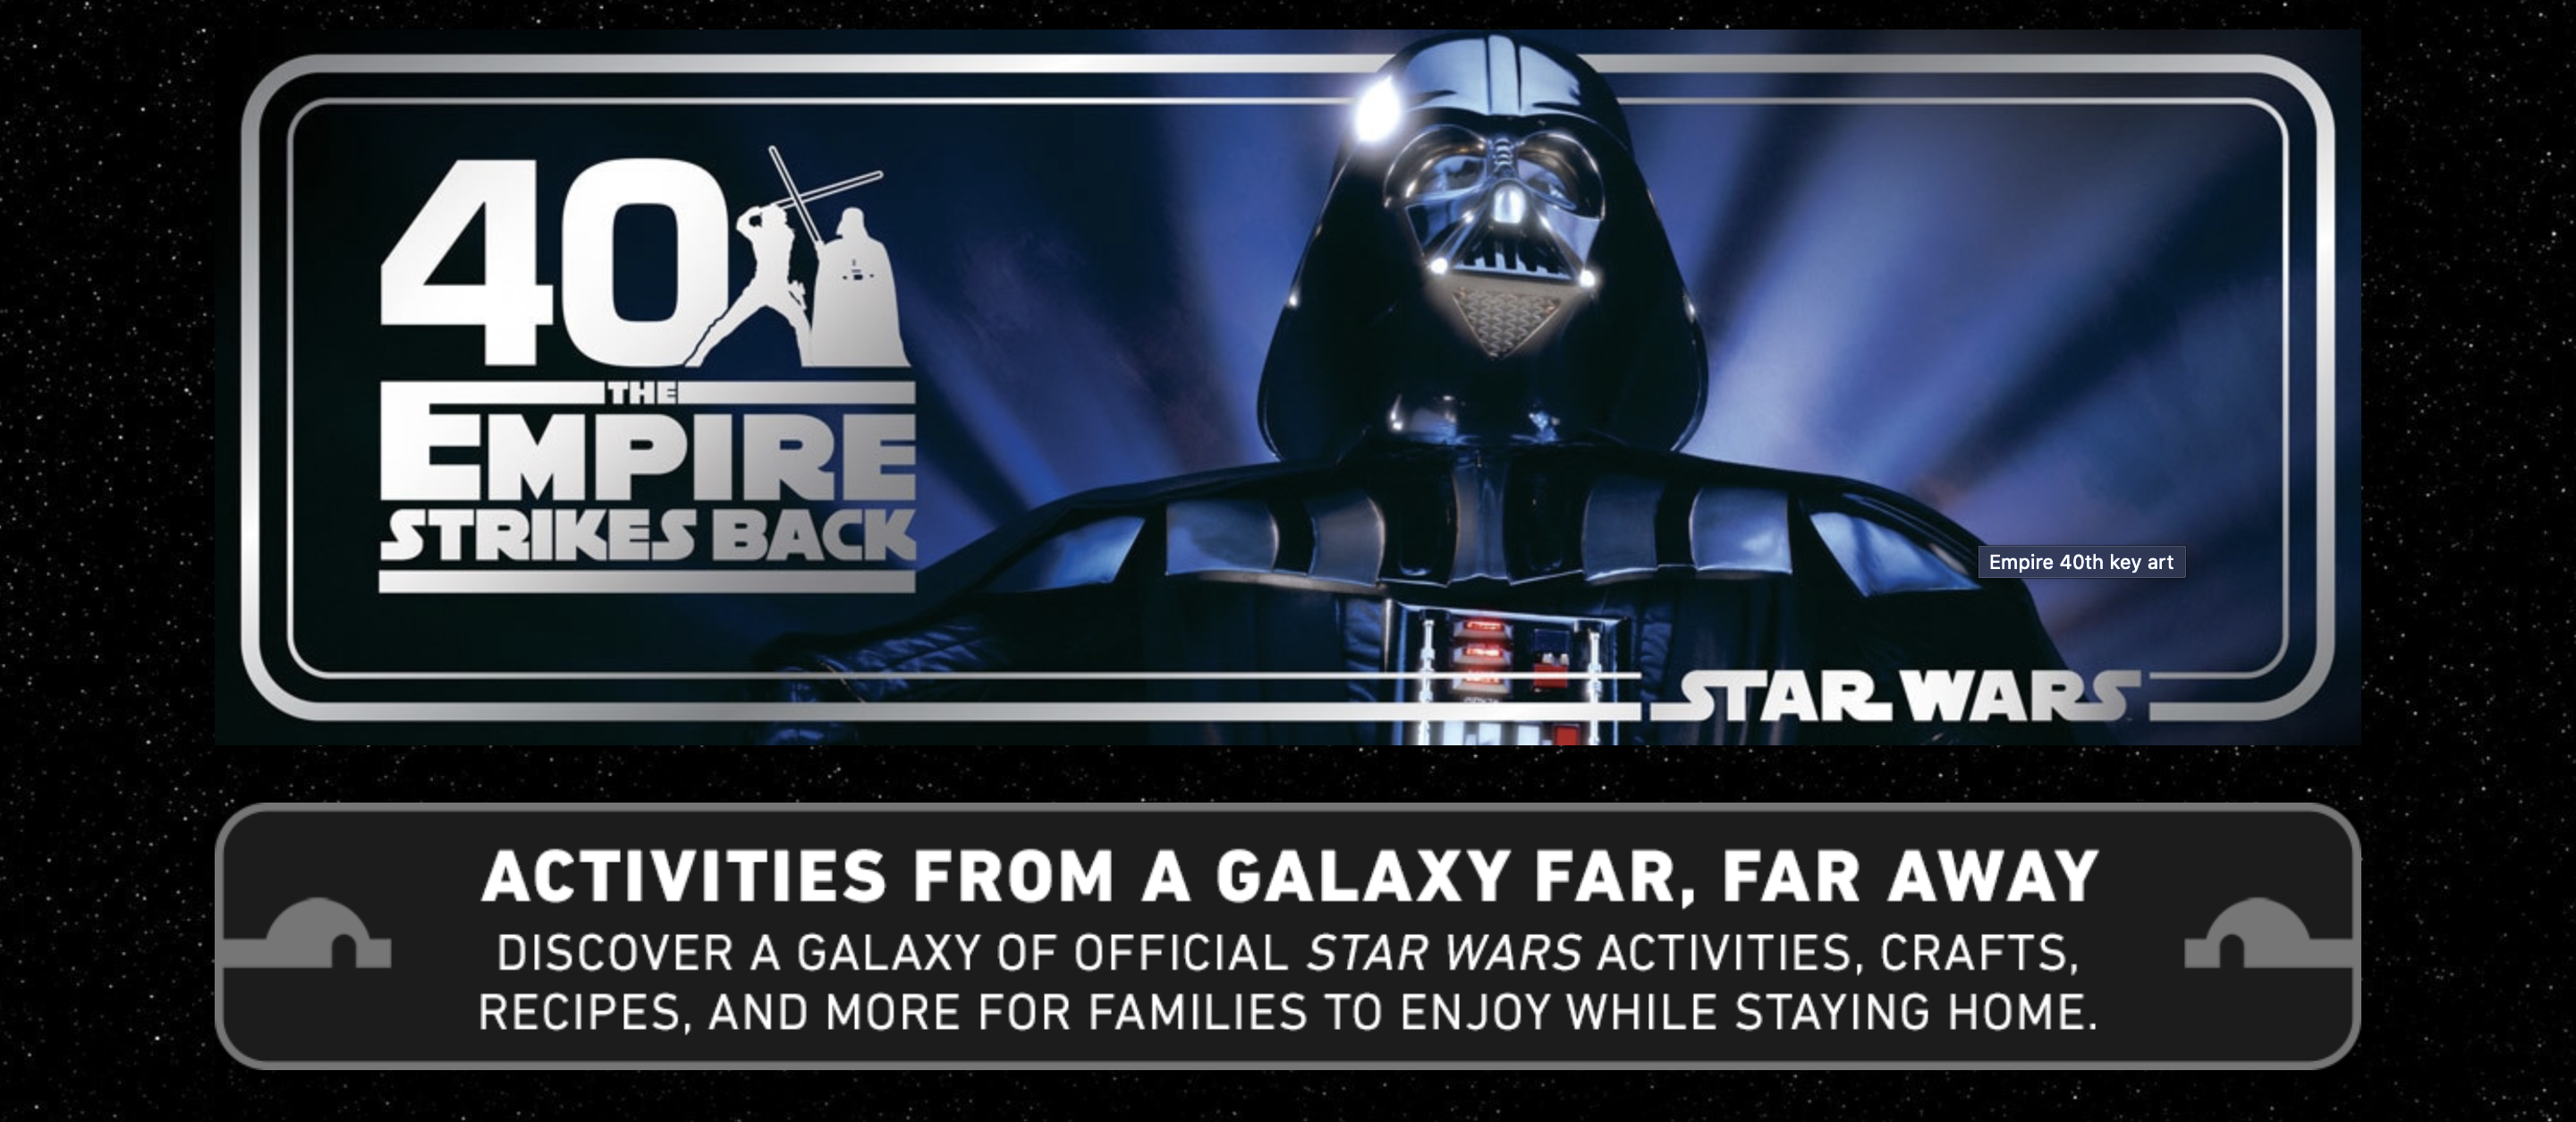 40
THE
EMPIRE
STRIKES BACK
Empire 40th key art
STAR WARS
ACTIVITIES FROM A GALAXY FAR, FAR AWAY
DISCOVER A GALAXY OF OFFICIAL STAR WARS ACTIVITIES, CRAFTS,
RECIPES, AND MORE FOR FAMILIES TO ENJOY WHILE STAYING HOME.